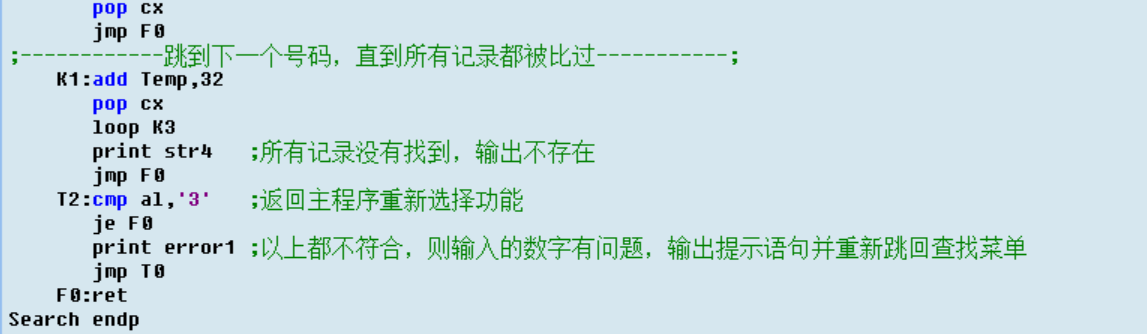 pop cx
jmp F0
;------------跳到下一个号码，直到所有记录都被比过-----------;
K1:add Temp,32
pop cx
loop K3
print str4 ;所有记录没有找到，输出不存在
jmp F0
T2:cmp al,'3' ;返回主程序重新选择功能
je F0
print error1 ;以上都不符合，则输入的数字有问题，输出提示语句并重新跳回查找菜单
jmp T0
F0:ret
Search endp